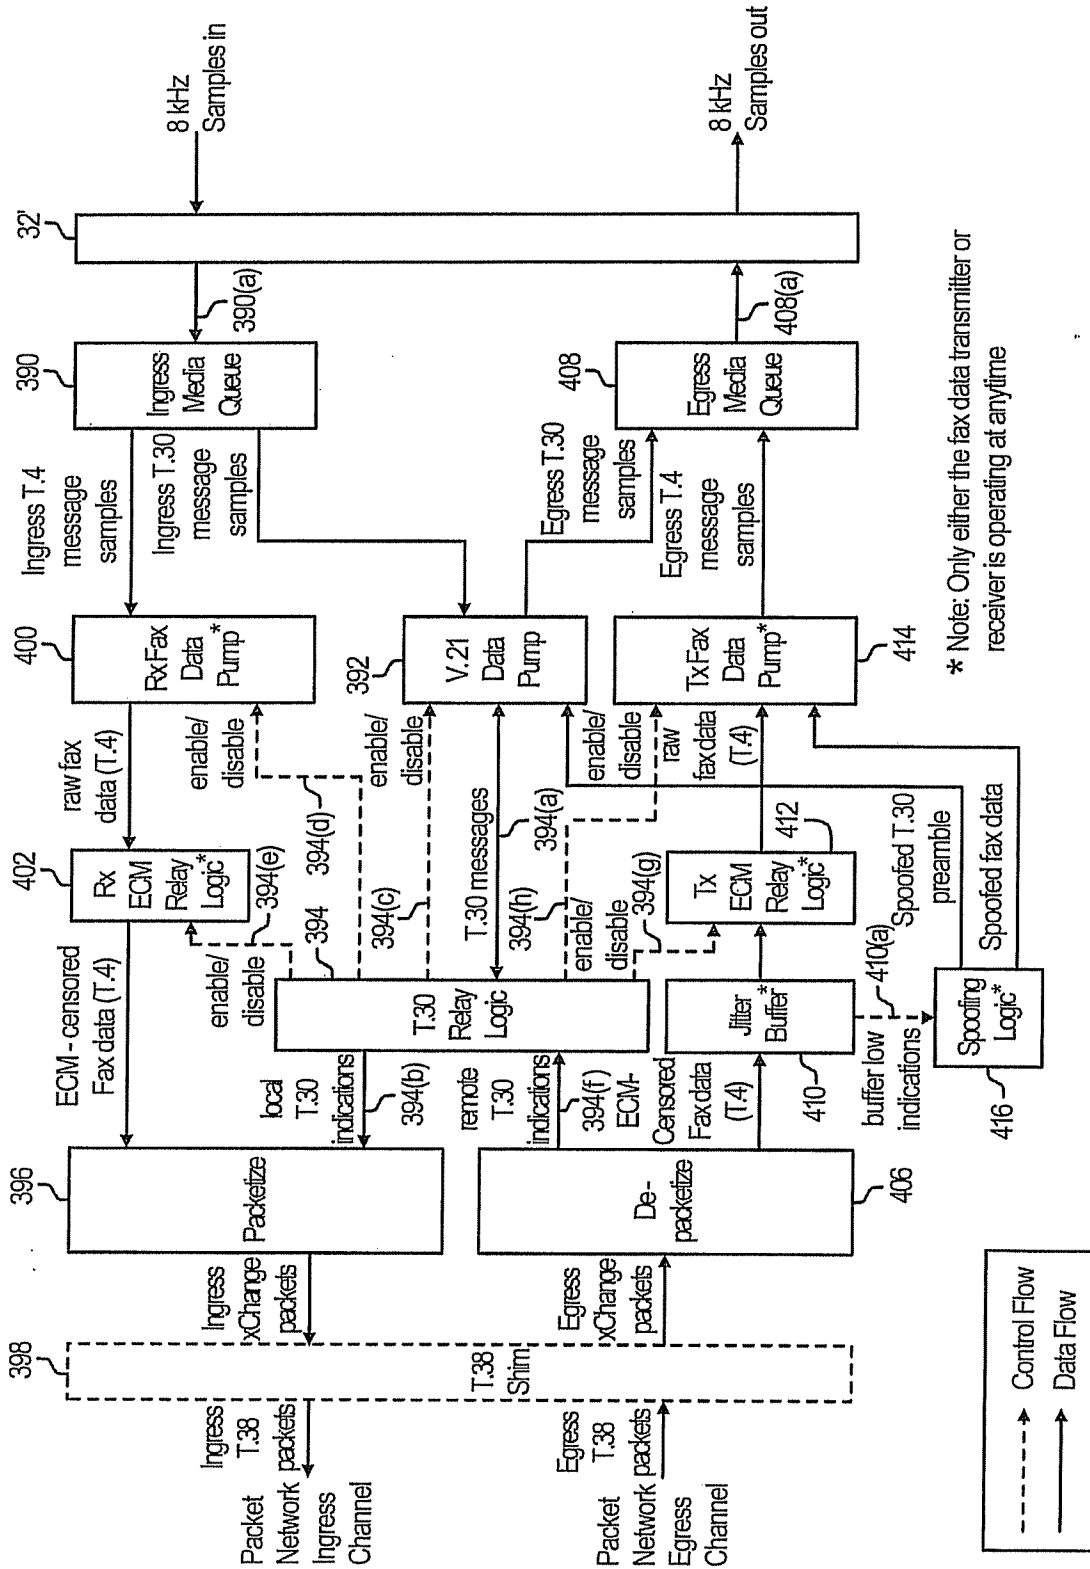 8 kHz
Samples in
8 kHz
Samples out
32'
390(a)
408(a)
390
Ingress
Media
Queue
408
Egress
Media
Queue
Ingress T.4
message
samples
Ingress T.30
message
samples
Egress T.30
message
samples
Egress T.4
message
samples
400
Rx Fax
Data
Pump*
392
V.21
Data
Pump
Tx Fax
Data
Pump*
414
raw fax
data (T.4)
enable/
disable
enable/
disable
enable/
disable
raw
fax data
(T.4)
402
Rx
ECM
Relay
Logic*
394(e)
394(d)
394
394(c)
T.30 messages
394(a)
394(h)
enable/
disable
394(g)
412
Tx
ECM
Relay
Logic*
Spoofed T.30
preamble
Spoofed fax data
ECM - censored
Fax data (T.4)
enable/
disable
T.30
Relay
Logic
Jitter
Buffer*
410
410(a)
buffer low
indications
Spoofing
Logic*
416
local
T.30
indications
394(b)
remote
T.30
indications
394(f)
ECM-
Censored
Fax data
(T.4)
396
Packetize
De-
packetize
406
Ingress
xChange
packets
Egress
xChange
packets
398
T.38
Shim
Ingress
T.38
packets
Egress
T.38
packets
Packet
Network
Ingress
Channel
Packet
Network
Egress
Channel
* Note: Only either the fax data transmitter or
receiver is operating at anytime
Control Flow
Data Flow